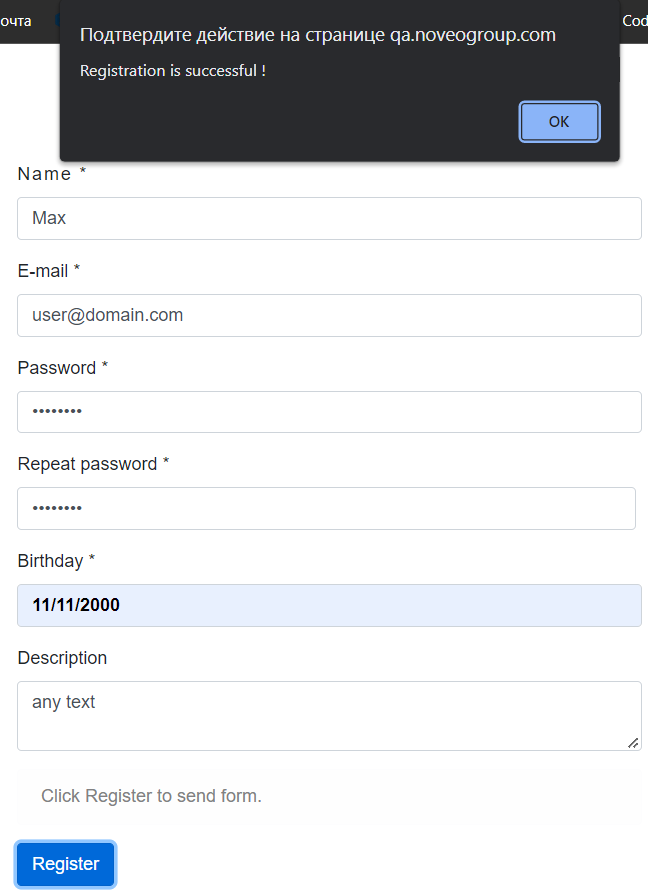 очта
Cod
Подтвердите действие на странице qa.noveogroup.com
Registration is successful !
OK
Name *
Max
E-mail *
user@domain.com
Password *
••••••••
Repeat password *
••••••••
Birthday *
11/11/2000
Description
any text
Click Register to send form.
Register